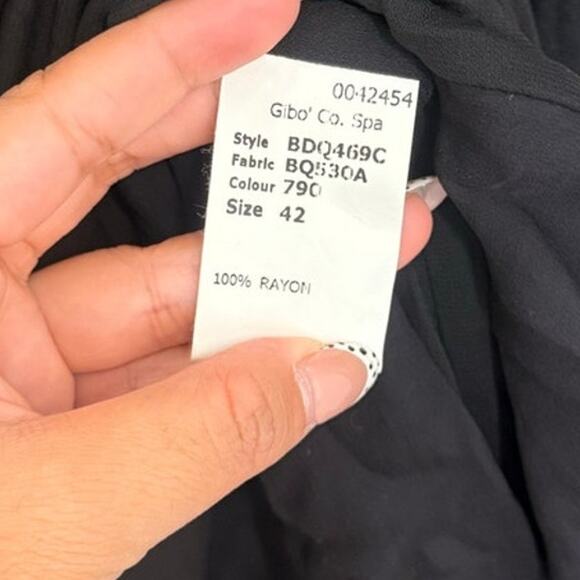 0042454
Gibo' Co. Spa
Style BDQ469C
Fabric BQ530A
Colour 790
Size 42
100% RAYON